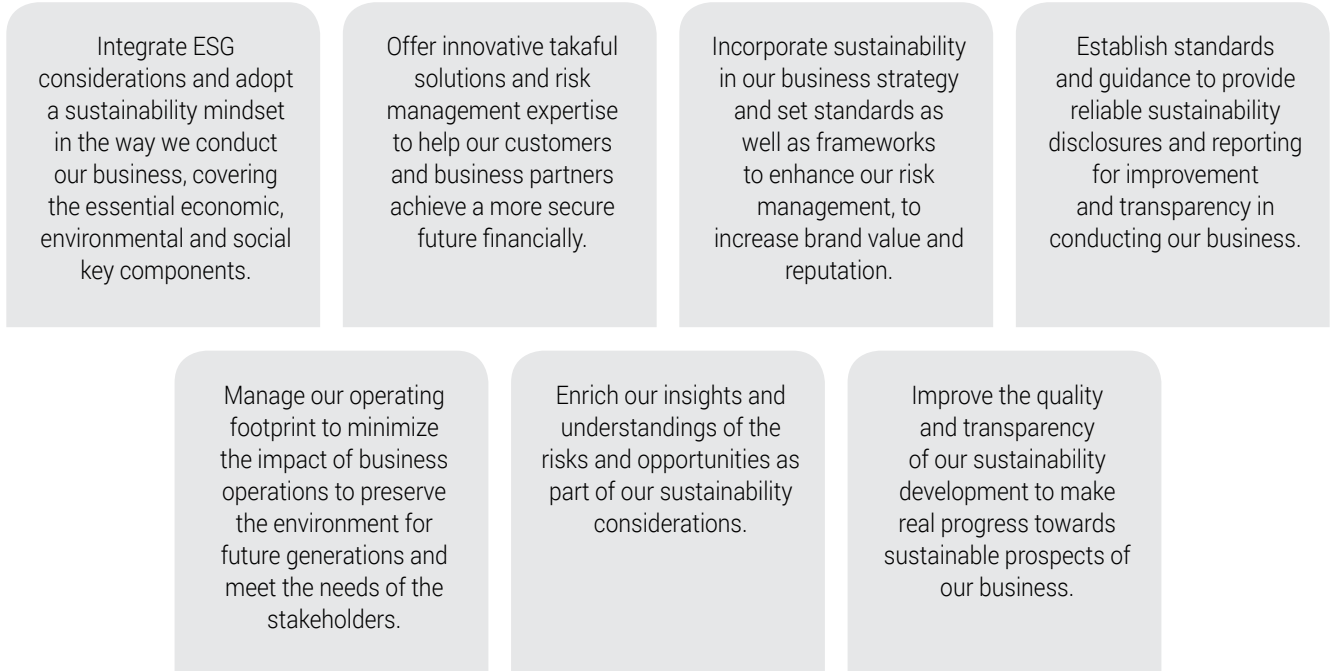 Integrate ESG
considerations and adopt
a sustainability mindset
in the way we conduct
our business, covering
the essential economic,
environmental and social
key components.
Offer innovative takaful
solutions and risk
management expertise
to help our customers
and business partners
achieve a more secure
future financially.
Incorporate sustainability
in our business strategy
and set standards as
well as frameworks
to enhance our risk
management, to
increase brand value and
reputation.
Establish standards
and guidance to provide
reliable sustainability
disclosures and reporting
for improvement
and transparency in
conducting our business.
Manage our operating
footprint to minimize
the impact of business
operations to preserve
the environment for
future generations and
meet the needs of the
stakeholders.
Enrich our insights and
understandings of the
risks and opportunities as
part of our sustainability
considerations.
Improve the quality
and transparency
of our sustainability
development to make
real progress towards
sustainable prospects of
our business.